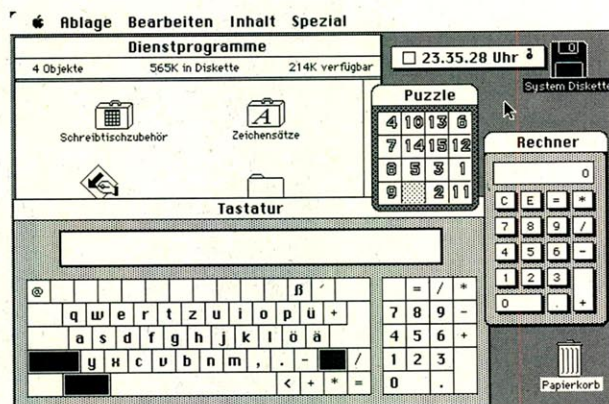 Ablage Bearbeiten Inhalt Spezial
Dienstprogramme
4 Objekte 565K in Diskette 214K verfügbar
23.35.28 Uhr
System Diskette
Schreibtischzubehör
Zeichensätze
Puzzle
4 10 13 6
7 14 15 12
8 5 3 1
9 2 11
Rechner
0
C E = *
7 8 9 /
4 5 6 -
1 2 3
0 . +
Tastatur
@ ß ´
q w e r t z u i o p ü +
a s d f g h j k l ö ä
y x c v b n m , . - /
< + * =
= / *
7 8 9 -
4 5 6 +
1 2 3
0 .
Papierkorb